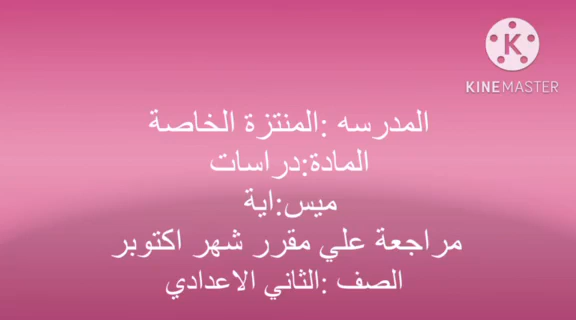 KINEMASTER
المدرسه :المنتزة الخاصة
المادة:دراسات
ميس:اية
مراجعة علي مقرر شهر اكتوبر
الصف :الثاني الاعدادي